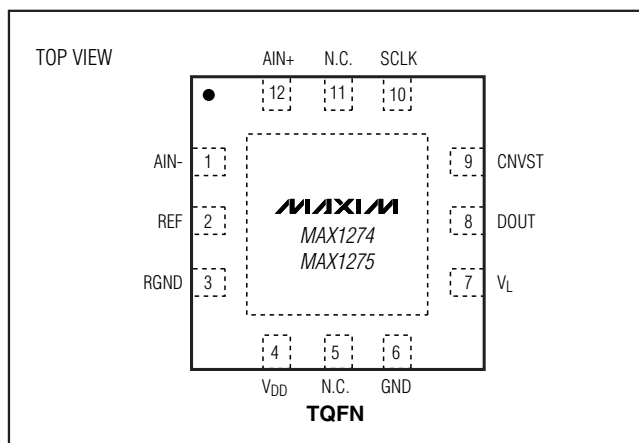 TOP VIEW
AIN+ N.C. SCLK
12 11 10
AIN- 1
9 CNVST
REF 2
8 DOUT
RGND 3
7 VL
MAXIM
MAX1274
MAX1275
4 5 6
VDD N.C. GND
TQFN